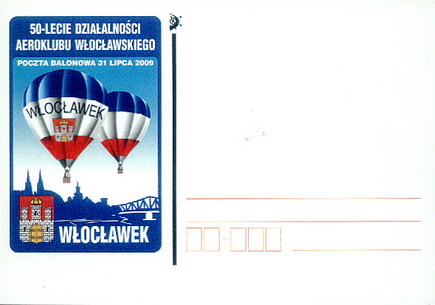 50-LECIE DZIAŁALNOŚCI
AEROKLUBU WŁOCŁAWSKIEGO
POCZTA BALONOWA 31 LIPCA 2009
WŁOCŁAWEK
WŁOCŁAWEK